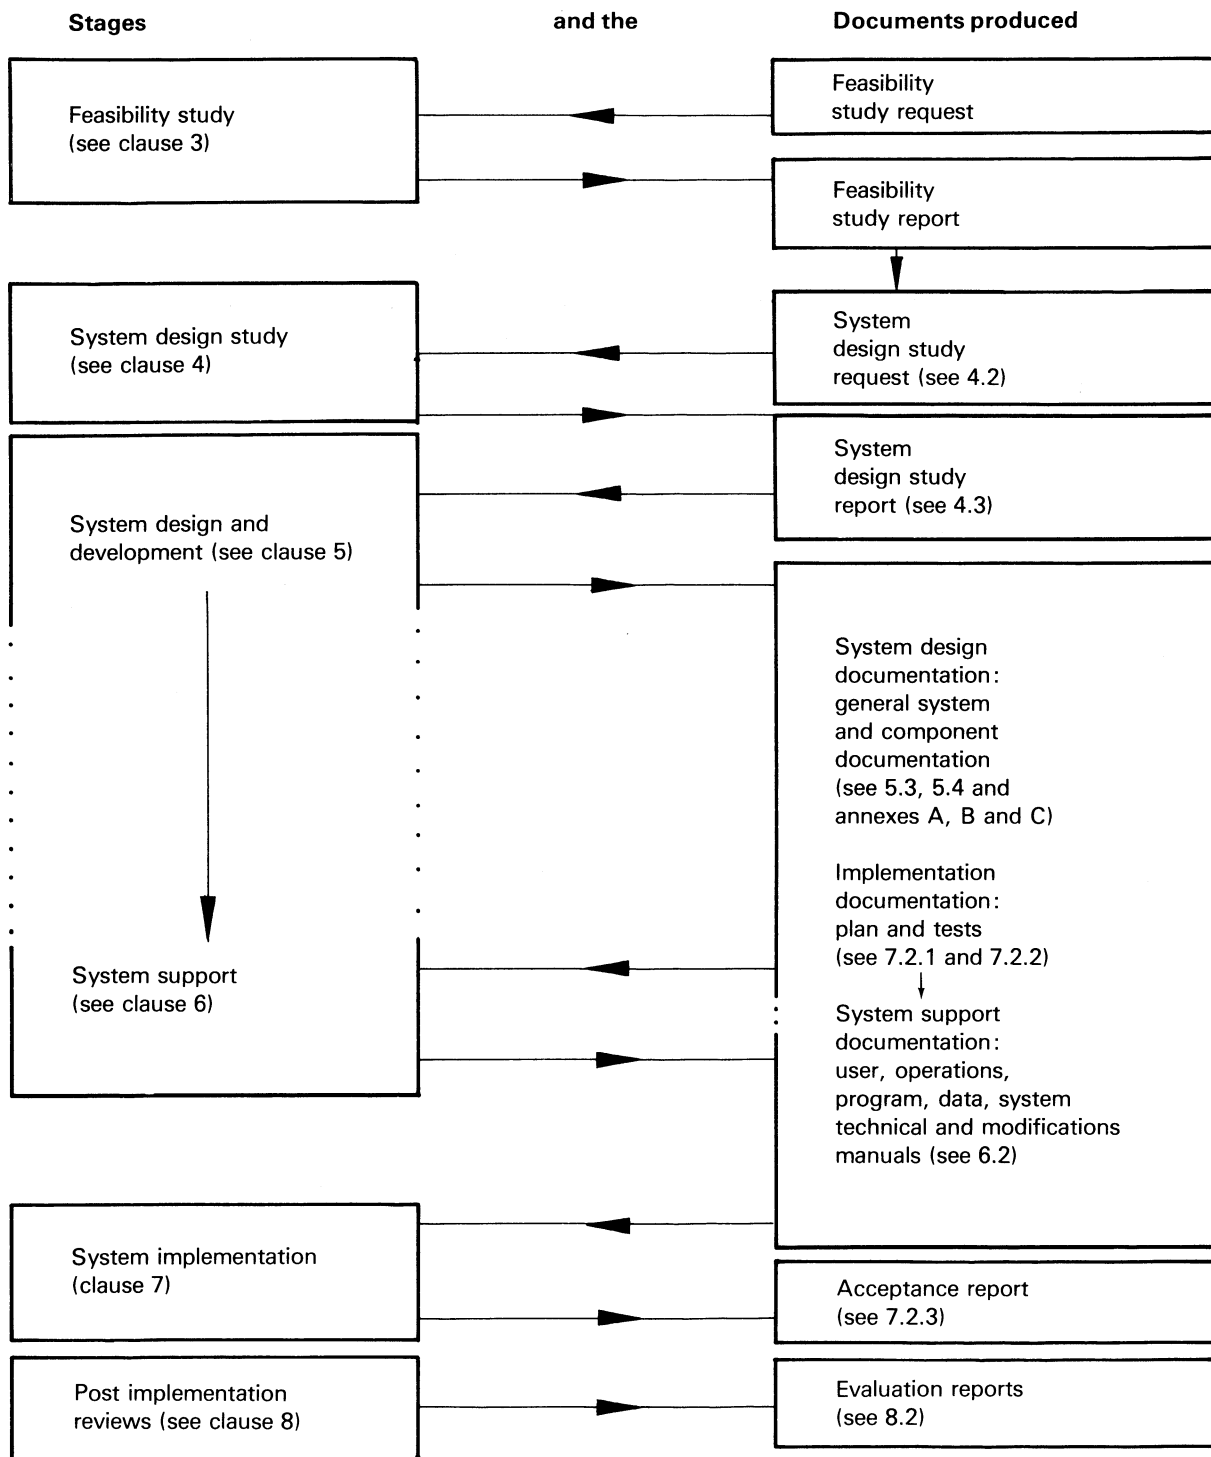 Stages and the Documents produced
Feasibility study
(see clause 3)
Feasibility
study request
Feasibility
study report
System design study
(see clause 4)
System
design study
request (see 4.2)
System
design study
report (see 4.3)
System design and
development (see clause 5)
System support
(see clause 6)
System design
documentation:
general system
and component
documentation
(see 5.3, 5.4 and
annexes A, B and C)
Implementation
documentation:
plan and tests
(see 7.2.1 and 7.2.2)
System support
documentation:
user, operations,
program, data, system
technical and modifications
manuals (see 6.2)
System implementation
(clause 7)
Acceptance report
(see 7.2.3)
Post implementation
reviews (see clause 8)
Evaluation reports
(see 8.2)